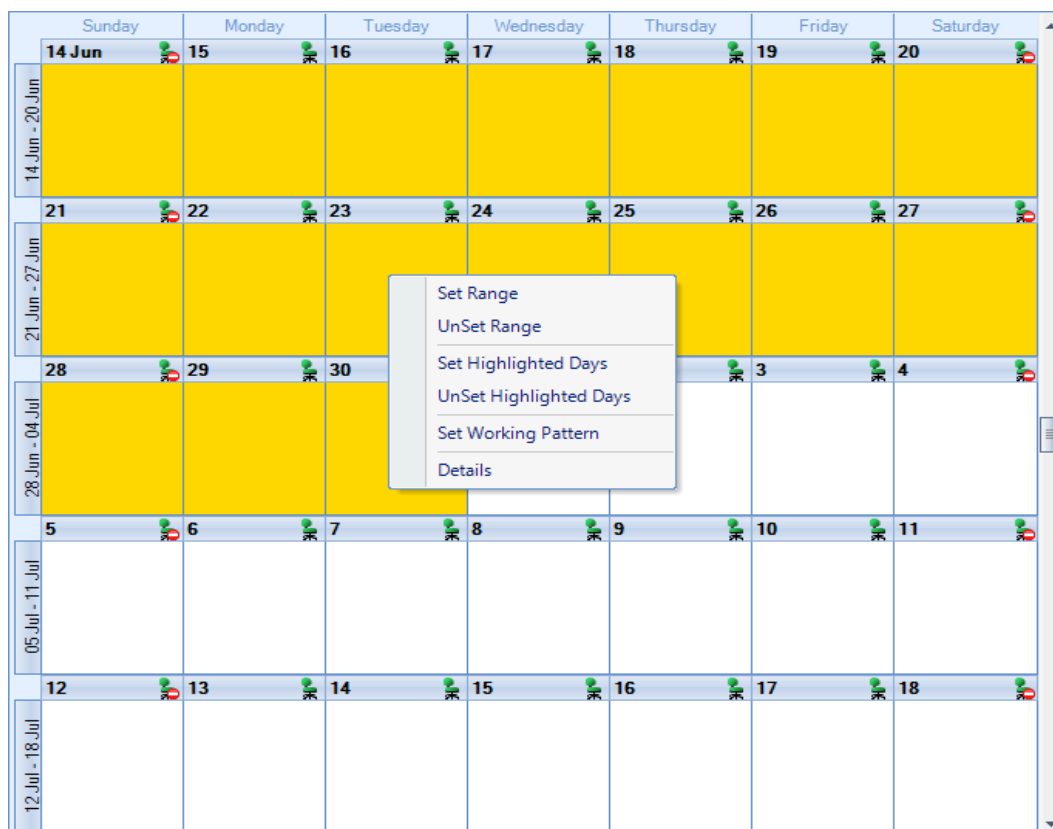 Sunday Monday Tuesday Wednesday Thursday Friday Saturday
14 Jun 15 16 17 18 19 20
14 Jun - 20 Jun
21 22 23 24 25 26 27
21 Jun - 27 Jun
Set Range
UnSet Range
28 29 30 3 4
Set Highlighted Days
UnSet Highlighted Days
28 Jun - 04 Jul
Set Working Pattern
Details
5 6 7 8 9 10 11
05 Jul - 11 Jul
12 13 14 15 16 17 18
12 Jul - 18 Jul